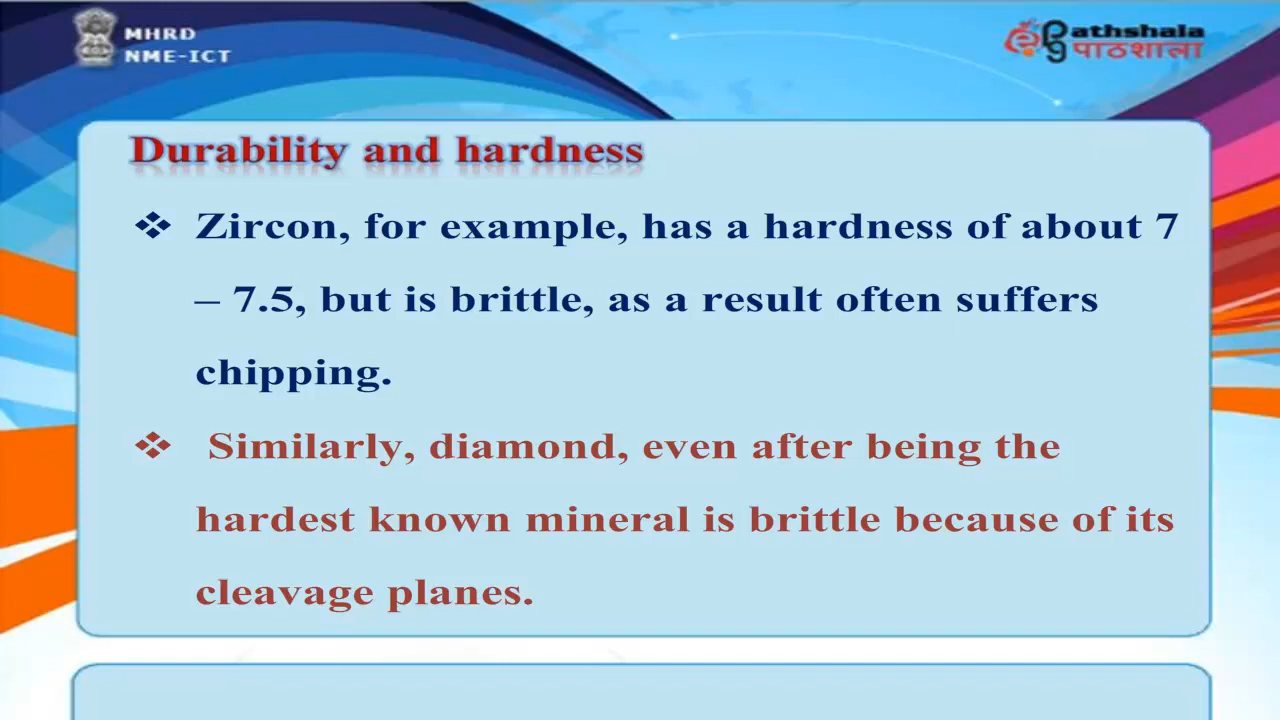 MHRD
NME-ICT
ePathshala
पाठशाला
Durability and hardness
❖ Zircon, for example, has a hardness of about 7
– 7.5, but is brittle, as a result often suffers
chipping.
❖ Similarly, diamond, even after being the
hardest known mineral is brittle because of its
cleavage planes.